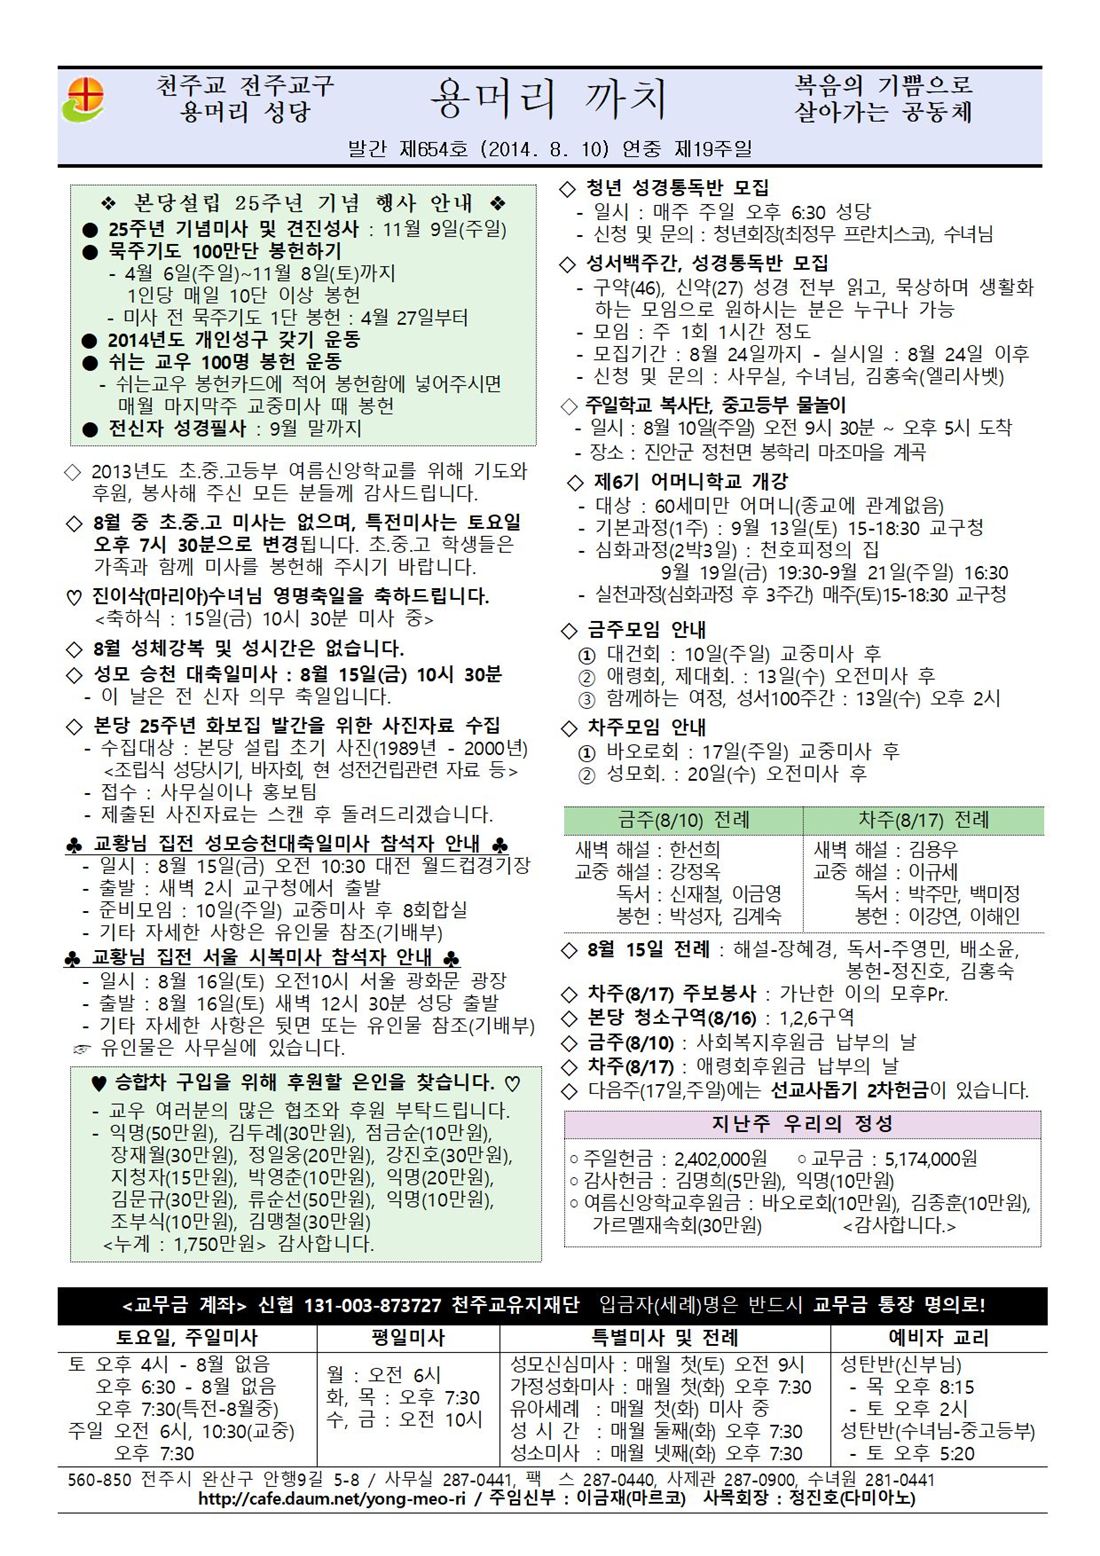 천주교 전주교구
용머리 성당
용머리 까치
복음의 기쁨으로
살아가는 공동체
발간 제654호 (2014. 8. 10) 연중 제19주일
❖ 본당설립 25주년 기념 행사 안내 ❖
● 25주년 기념미사 및 견진성사 : 11월 9일(주일)
● 묵주기도 100만단 봉헌하기
- 4월 6일(주일)~11월 8일(토)까지
1인당 매일 10단 이상 봉헌
- 미사 전 묵주기도 1단 봉헌 : 4월 27일부터
● 2014년도 개인성구 갖기 운동
● 쉬는 교우 100명 봉헌 운동
- 쉬는교우 봉헌카드에 적어 봉헌함에 넣어주시면
매월 마지막주 교중미사 때 봉헌
● 전신자 성경필사 : 9월 말까지
◇ 2013년도 초.중.고등부 여름신앙학교를 위해 기도와
후원, 봉사해 주신 모든 분들께 감사드립니다.
◇ 8월 중 초.중.고 미사는 없으며, 특전미사는 토요일
오후 7시 30분으로 변경됩니다. 초.중.고 학생들은
가족과 함께 미사를 봉헌해 주시기 바랍니다.
♡ 진이삭(마리아)수녀님 영명축일을 축하드립니다.
<축하식 : 15일(금) 10시 30분 미사 중>
◇ 8월 성체강복 및 성시간은 없습니다.
◇ 성모 승천 대축일미사 : 8월 15일(금) 10시 30분
- 이 날은 전 신자 의무 축일입니다.
◇ 본당 25주년 화보집 발간을 위한 사진자료 수집
- 수집대상 : 본당 설립 초기 사진(1989년 - 2000년)
<조립식 성당시기, 바자회, 현 성전건립관련 자료 등>
- 접수 : 사무실이나 홍보팀
- 제출된 사진자료는 스캔 후 돌려드리겠습니다.
♣ 교황님 집전 성모승천대축일미사 참석자 안내 ♣
- 일시 : 8월 15일(금) 오전 10:30 대전 월드컵경기장
- 출발 : 새벽 2시 교구청에서 출발
- 준비모임 : 10일(주일) 교중미사 후 8회합실
- 기타 자세한 사항은 유인물 참조(기배부)
♣ 교황님 집전 서울 시복미사 참석자 안내 ♣
- 일시 : 8월 16일(토) 오전10시 서울 광화문 광장
- 출발 : 8월 16일(토) 새벽 12시 30분 성당 출발
- 기타 자세한 사항은 뒷면 또는 유인물 참조(기배부)
☞ 유인물은 사무실에 있습니다.
♥ 승합차 구입을 위해 후원할 은인을 찾습니다. ♡
- 교우 여러분의 많은 협조와 후원 부탁드립니다.
- 익명(50만원), 김두례(30만원), 점금순(10만원),
장재월(30만원), 정일웅(20만원), 강진호(30만원),
지청자(15만원), 박영춘(10만원), 익명(20만원),
김문규(30만원), 류순선(50만원), 익명(10만원),
조부식(10만원), 김맹철(30만원)
<누계 : 1,750만원> 감사합니다.
◇ 청년 성경통독반 모집
- 일시 : 매주 주일 오후 6:30 성당
- 신청 및 문의 : 청년회장(최정무 프란치스코), 수녀님
◇ 성서백주간, 성경통독반 모집
- 구약(46), 신약(27) 성경 전부 읽고, 묵상하며 생활화
하는 모임으로 원하시는 분은 누구나 가능
- 모임 : 주 1회 1시간 정도
- 모집기간 : 8월 24일까지 - 실시일 : 8월 24일 이후
- 신청 및 문의 : 사무실, 수녀님, 김홍숙(엘리사벳)
◇ 주일학교 복사단, 중고등부 물놀이
- 일시 : 8월 10일(주일) 오전 9시 30분 ~ 오후 5시 도착
- 장소 : 진안군 정천면 봉학리 마조마을 계곡
◇ 제6기 어머니학교 개강
- 대상 : 60세미만 어머니(종교에 관계없음)
- 기본과정(1주) : 9월 13일(토) 15-18:30 교구청
- 심화과정(2박3일) : 천호피정의 집
9월 19일(금) 19:30-9월 21일(주일) 16:30
- 실천과정(심화과정 후 3주간) 매주(토)15-18:30 교구청
◇ 금주모임 안내
① 대건회 : 10일(주일) 교중미사 후
② 애령회, 제대회. : 13일(수) 오전미사 후
③ 함께하는 여정, 성서100주간 : 13일(수) 오후 2시
◇ 차주모임 안내
① 바오로회 : 17일(주일) 교중미사 후
② 성모회. : 20일(수) 오전미사 후
금주(8/10) 전례 차주(8/17) 전례
새벽 해설 : 한선희 새벽 해설 : 김용우
교중 해설 : 강정옥 교중 해설 : 이규세
독서 : 신재철, 이금영 독서 : 박주만, 백미정
봉헌 : 박성자, 김계숙 봉헌 : 이강연, 이해인
◇ 8월 15일 전례 : 해설-장혜경, 독서-주영민, 배소윤,
봉헌-정진호, 김홍숙
◇ 차주(8/17) 주보봉사 : 가난한 이의 모후Pr.
◇ 본당 청소구역(8/16) : 1,2,6구역
◇ 금주(8/10) : 사회복지후원금 납부의 날
◇ 차주(8/17) : 애령회후원금 납부의 날
◇ 다음주(17일,주일)에는 선교사돕기 2차헌금이 있습니다.
지난주 우리의 정성
○ 주일헌금 : 2,402,000원 ○ 교무금 : 5,174,000원
○ 감사헌금 : 김명희(5만원), 익명(10만원)
○ 여름신앙학교후원금 : 바오로회(10만원), 김종훈(10만원),
가르멜재속회(30만원) <감사합니다.>
<교무금 계좌> 신협 131-003-873727 천주교유지재단 입금자(세례)명은 반드시 교무금 통장 명의로!
토요일, 주일미사 평일미사 특별미사 및 전례 예비자 교리
토 오후 4시 - 8월 없음
오후 6:30 - 8월 없음
오후 7:30(특전-8월중)
주일 오전 6시, 10:30(교중)
오후 7:30
월 : 오전 6시
화, 목 : 오후 7:30
수, 금 : 오전 10시
성모신심미사 : 매월 첫(토) 오전 9시
가정성화미사 : 매월 첫(화) 오후 7:30
유아세례 : 매월 첫(화) 미사 중
성 시 간 : 매월 둘째(화) 오후 7:30
성소미사 : 매월 넷째(화) 오후 7:30
성탄반(신부님)
- 목 오후 8:15
- 토 오후 2시
성탄반(수녀님-중고등부)
- 토 오후 5:20
560-850 전주시 완산구 안행9길 5-8 / 사무실 287-0441, 팩 스 287-0440, 사제관 287-0900, 수녀원 281-0441
http://cafe.daum.net/yong-meo-ri / 주임신부 : 이금재(마르코) 사목회장 : 정진호(다미아노)